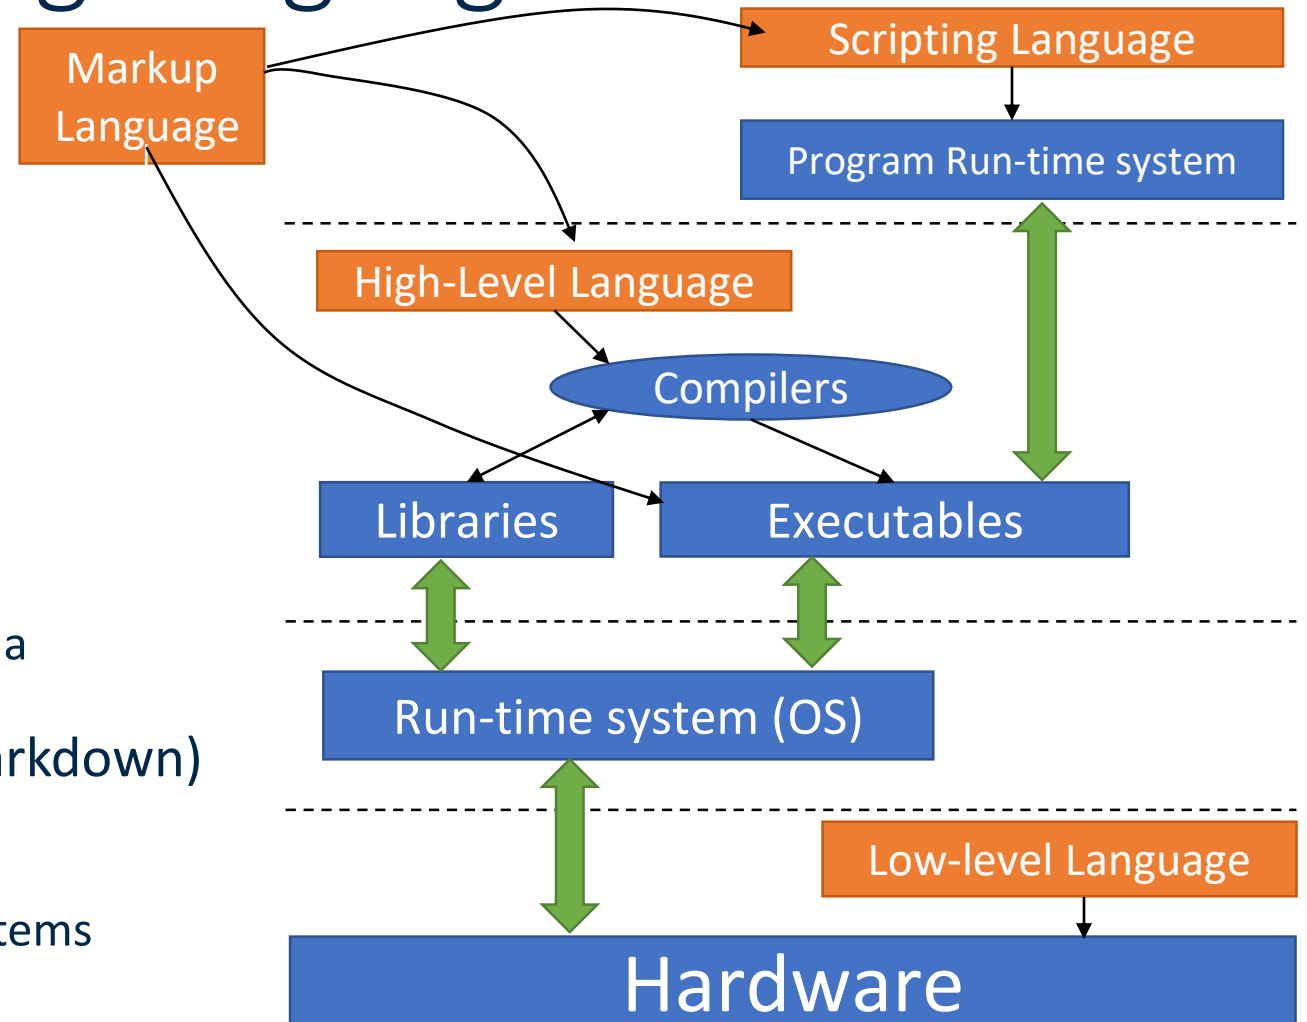 Scripting Language
Markup
Language
Program Run-time system
High-Level Language
Compilers
Libraries
Executables
a
Run-time system (OS)
arkdown)
Low-level Language
tems
Hardware